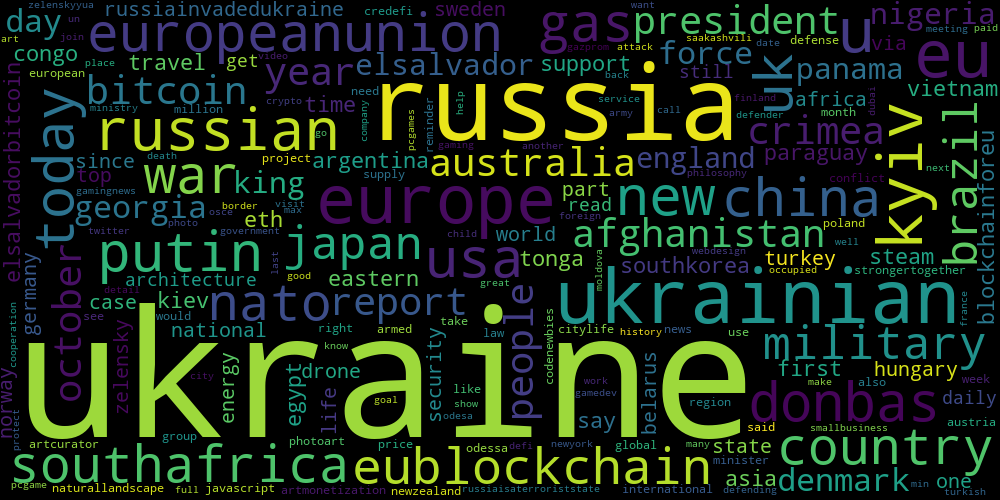 zelenskyyua
un
art
join
day
russiainvadedukraine
credefi
sweden
europeanunion
gas
president
want
meeting
paid
saakashvili
attack
date
defense
u
nigeria
via
eu
congo
travel
get
video
gazprom
force
european
place
year
elsalvador
support
back
still
uk
panama
vietnam
bitcoin
ministry
million
crypto
time
need
russia
service
army
call
finland
defender
dubai
africa
month
today
russian
go
company
pcgames
reminder
help
gaming
another
crimea
kyiv
brazil
next
elsalvadorbitcoin
since
death
project
argentina
australia
england
philosophy
paraguay
conflict
top
war
king
supply
europe
part
read
new
china
gamingnews
border
visit
georgia
photo
osce
max
eth
government
foreign
afghanistan
poland
well
twitter
putin
japan
child
world
usa
tonga
webdesign
turkey
steam
blockchainforeu
germany
october
architecture
last
good
eastern
great
moldova
southkorea
occupied
strongertogether
detail
case
kiev
nato
report
people
ukrainian
france
cooperation
see
zelensky
would
national
right
armed
take
law
codenewbies
citylife
history
news
use
military
norway
ukraine
know
security
energy
egypt
drone
like
show
belarus
region
first
make
also
hungary
week
daily
city
goal
life
work
gamedev
donbas
protect
odesa
say
said
smallbusiness
austria
artcurator
group
photoart
price
odessa
defi
newyork
global
many
state
minister
country
southafrica
eublockchain
asia
denmark
min
one
pcgame
naturallandscape
full
javascript
artmonetization
newzealand
russiaisaterroriststate
international
defending
turkish